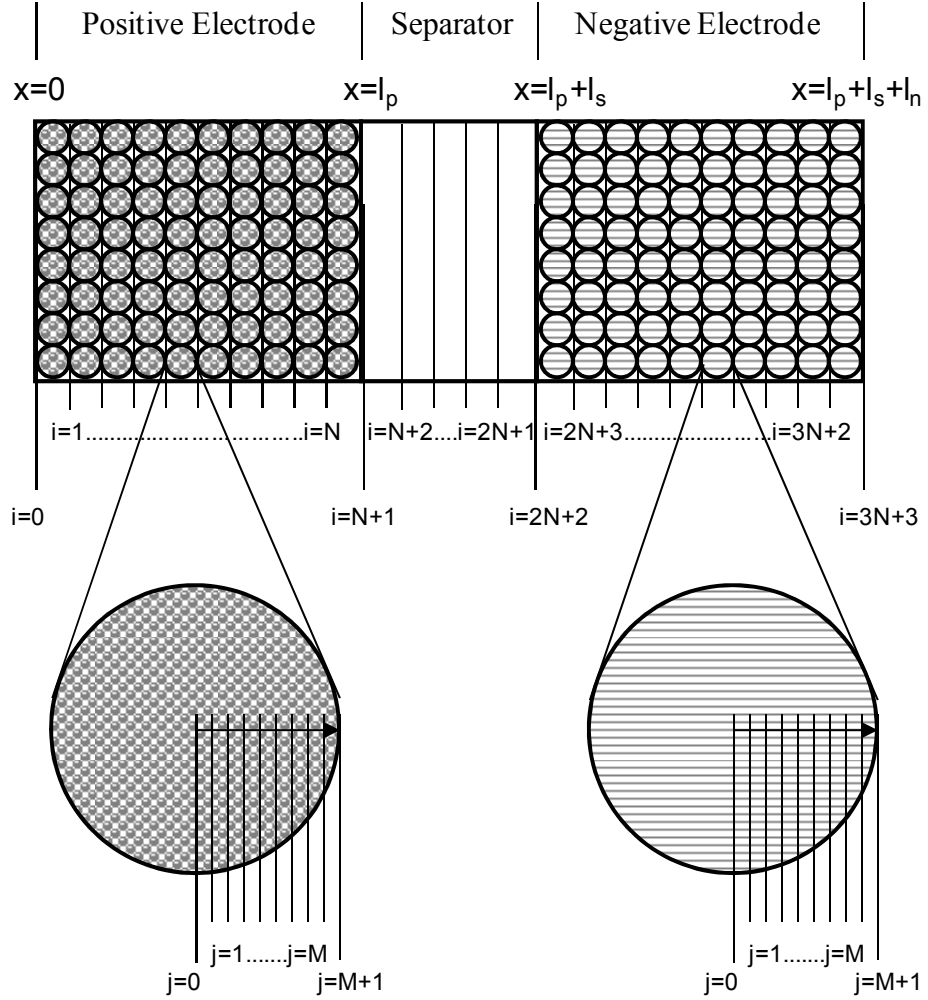 Positive Electrode Separator Negative Electrode
x=0 x=lp x=lp+ls x=lp+ls+ln
i=1......................................i=N i=N+2....i=2N+1 i=2N+3..............................i=3N+2
i=0 i=N+1 i=2N+2 i=3N+3
j=1.......j=M j=1.......j=M
j=0 j=M+1 j=0 j=M+1